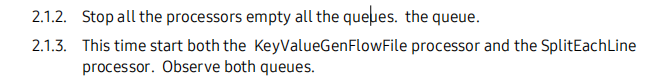 2.1.2. Stop all the processors empty all the queues. the queue.
2.1.3. This time start both the KeyValueGenFlowFile processor and the SplitEachLine
processor. Observe both queues.